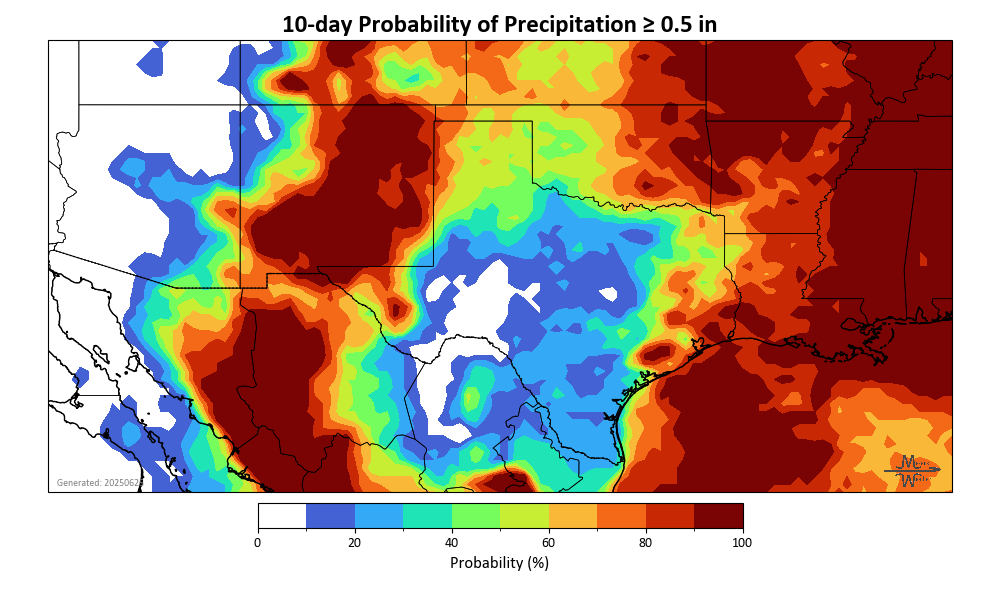 10-day Probability of Precipitation ≥ 0.5 in
Generated: 2025062
0 20 40 60 80 100
Probability (%)